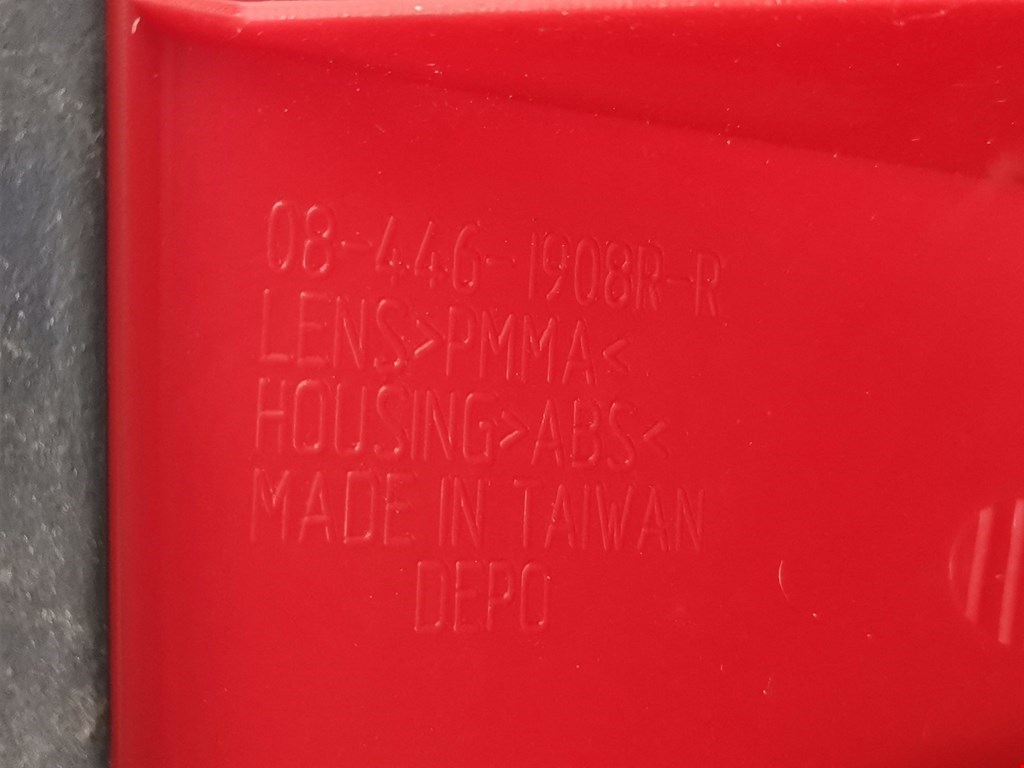 08-446-1908R-R
LENS>PMMA<
HOUSING>ABS<
MADE IN TAIWAN
DEPO